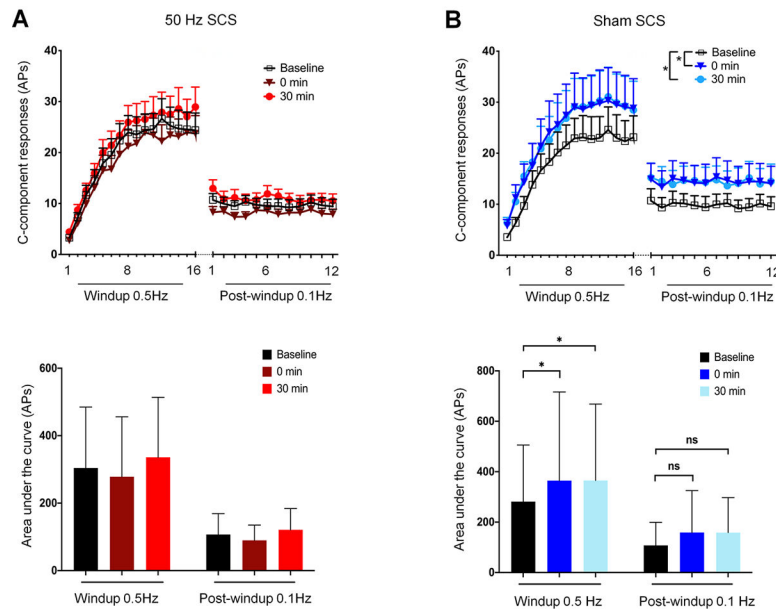 A
50 Hz SCS
C-component responses (APs)
40
30
20
10
0
Baseline
0 min
30 min
1 8 16 1 6 12
Windup 0.5Hz Post-windup 0.1Hz
B
Sham SCS
C-component responses (APs)
40
30
20
10
0
* * Baseline
0 min
30 min
1 8 16 1 6 12
Windup 0.5Hz Post-windup 0.1Hz
Area under the curve (APs)
600
400
200
0
Baseline
0 min
30 min
Windup 0.5Hz Post-windup 0.1Hz
Area under the curve (APs)
800
600
400
200
0
Baseline
0 min
30 min
*
*
ns
ns
Windup 0.5 Hz Post-windup 0.1 Hz